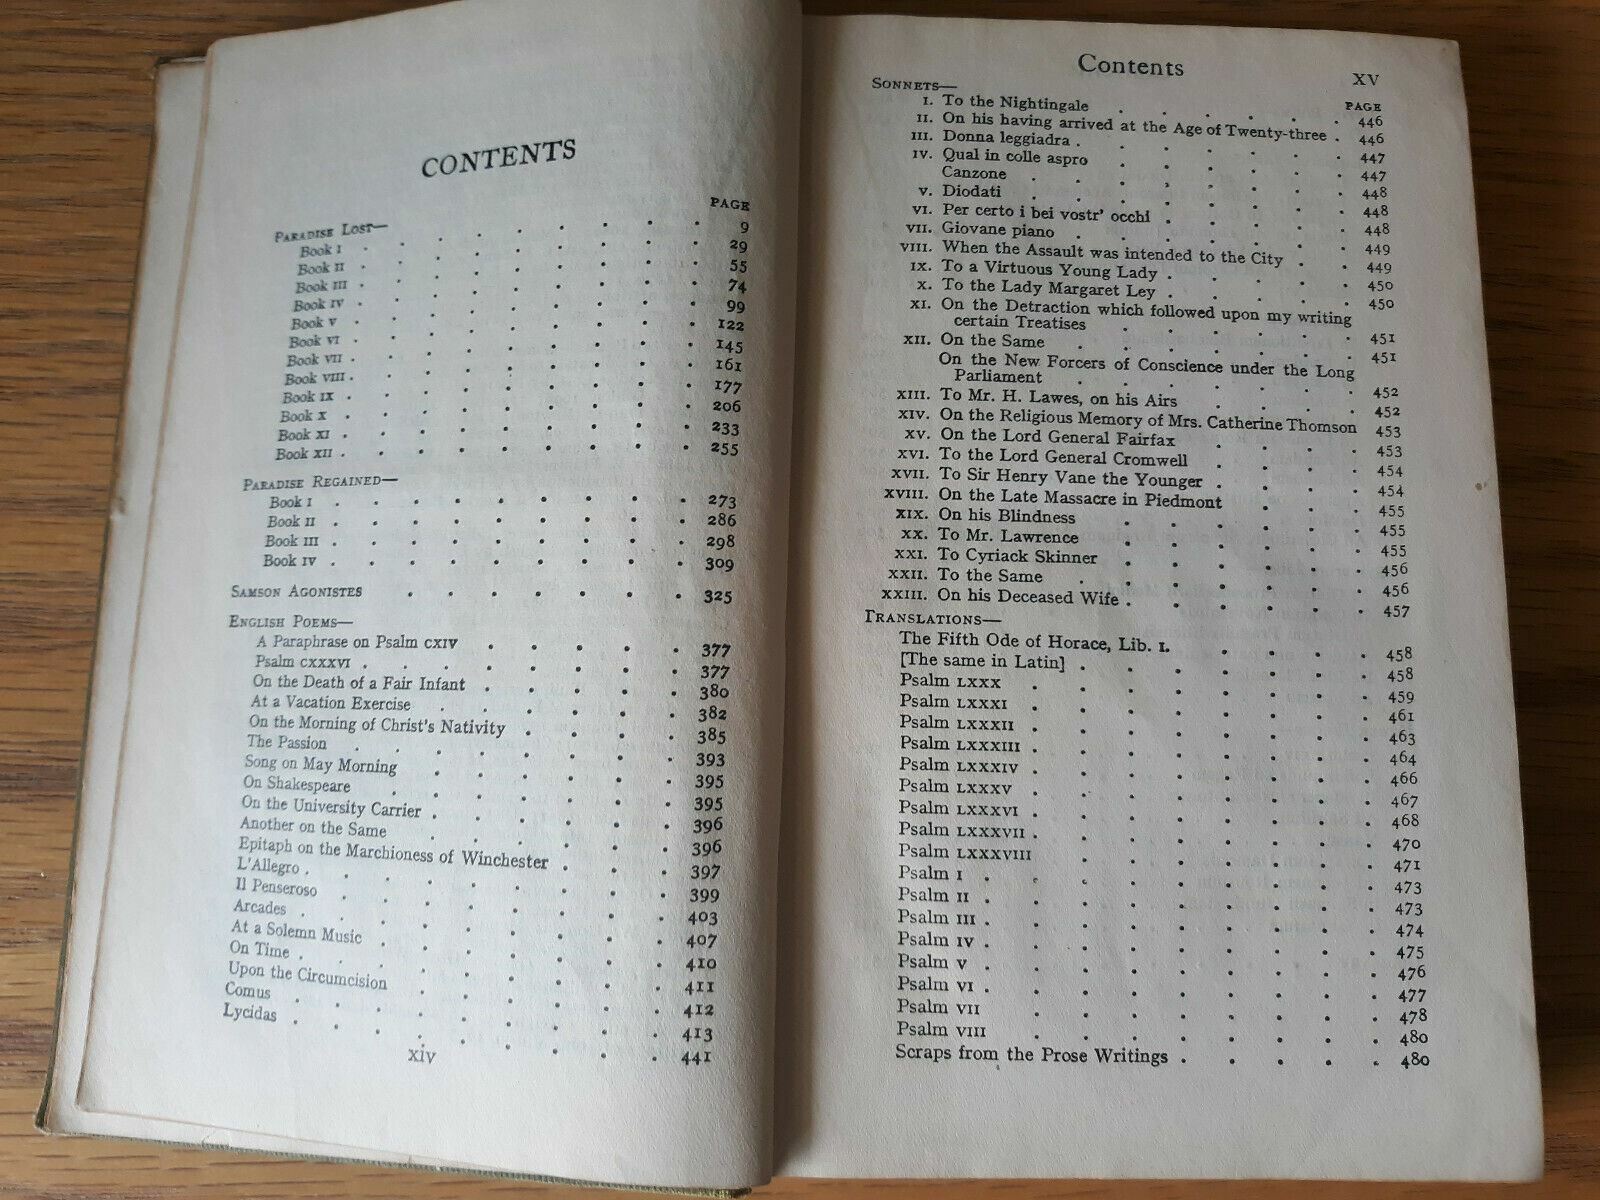 CONTENTS
PAGE
PARADISE LOST—
Book I . . . . . . . . 9
Book II . . . . . . . . 29
Book III . . . . . . . . 55
Book IV . . . . . . . . 74
Book V . . . . . . . . 99
Book VI . . . . . . . . 122
Book VII . . . . . . . . 145
Book VIII . . . . . . . . 161
Book IX . . . . . . . . 177
Book X . . . . . . . . 206
Book XI . . . . . . . . 233
Book XII . . . . . . . . 255
PARADISE REGAINED—
Book I . . . . . . . . 273
Book II . . . . . . . . 286
Book III . . . . . . . . 298
Book IV . . . . . . . . 309
SAMSON AGONISTES . . . . . . . 325
ENGLISH POEMS—
A Paraphrase on Psalm CXIV . . . . . 377
Psalm CXXXVI . . . . . . . 377
On the Death of a Fair Infant . . . . . 380
At a Vacation Exercise . . . . . . 382
On the Morning of Christ's Nativity . . . . 385
The Passion . . . . . . . 393
Song on May Morning . . . . . . 395
On Shakespeare . . . . . . . 395
On the University Carrier . . . . . . 396
Another on the Same . . . . . . 396
Epitaph on the Marchioness of Winchester . . . 397
L'Allegro . . . . . . . . 399
Il Penseroso . . . . . . . 403
Arcades . . . . . . . . 407
At a Solemn Music . . . . . . 410
On Time . . . . . . . . 411
Upon the Circumcision . . . . . . 412
Comus . . . . . . . . 413
Lycidas . . . . . . . . 441
xiv
Contents XV
SONNETS— PAGE
I. To the Nightingale . . . . . . 446
II. On his having arrived at the Age of Twenty-three . 446
III. Donna leggiadra . . . . . . . 447
IV. Qual in colle aspro . . . . . . 447
Canzone . . . . . . . . 448
V. Diodati . . . . . . . . 448
VI. Per certo i bei vostr' occhi . . . . . 448
VII. Giovane piano . . . . . . . 449
VIII. When the Assault was intended to the City . . 449
IX. To a Virtuous Young Lady . . . . . 450
X. To the Lady Margaret Ley . . . . . 450
XI. On the Detraction which followed upon my writing
certain Treatises . . . . . . 451
XII. On the Same . . . . . . . 451
On the New Forcers of Conscience under the Long
Parliament . . . . . . . 452
XIII. To Mr. H. Lawes, on his Airs . . . . . 452
XIV. On the Religious Memory of Mrs. Catherine Thomson 453
XV. On the Lord General Fairfax . . . . . 453
XVI. To the Lord General Cromwell . . . . 454
XVII. To Sir Henry Vane the Younger . . . . 454
XVIII. On the Late Massacre in Piedmont . . . 455
XIX. On his Blindness . . . . . . 455
XX. To Mr. Lawrence . . . . . . 455
XXI. To Cyriack Skinner . . . . . . 456
XXII. To the Same . . . . . . . 456
XXIII. On his Deceased Wife . . . . . . 457
TRANSLATIONS—
The Fifth Ode of Horace, Lib. I. . . . . 458
[The same in Latin] . . . . . . 458
Psalm LXXX . . . . . . . 459
Psalm LXXXI . . . . . . . 461
Psalm LXXXII . . . . . . . 463
Psalm LXXXIII . . . . . . . 464
Psalm LXXXIV . . . . . . . 466
Psalm LXXXV . . . . . . . 467
Psalm LXXXVI . . . . . . . 468
Psalm LXXXVII . . . . . . . 470
Psalm LXXXVIII . . . . . . . 471
Psalm I . . . . . . . . 473
Psalm II . . . . . . . . 473
Psalm III . . . . . . . . 474
Psalm IV . . . . . . . . 475
Psalm V . . . . . . . . 476
Psalm VI . . . . . . . . 477
Psalm VII . . . . . . . . 478
Psalm VIII . . . . . . . 480
Scraps from the Prose Writings . . . . . 480